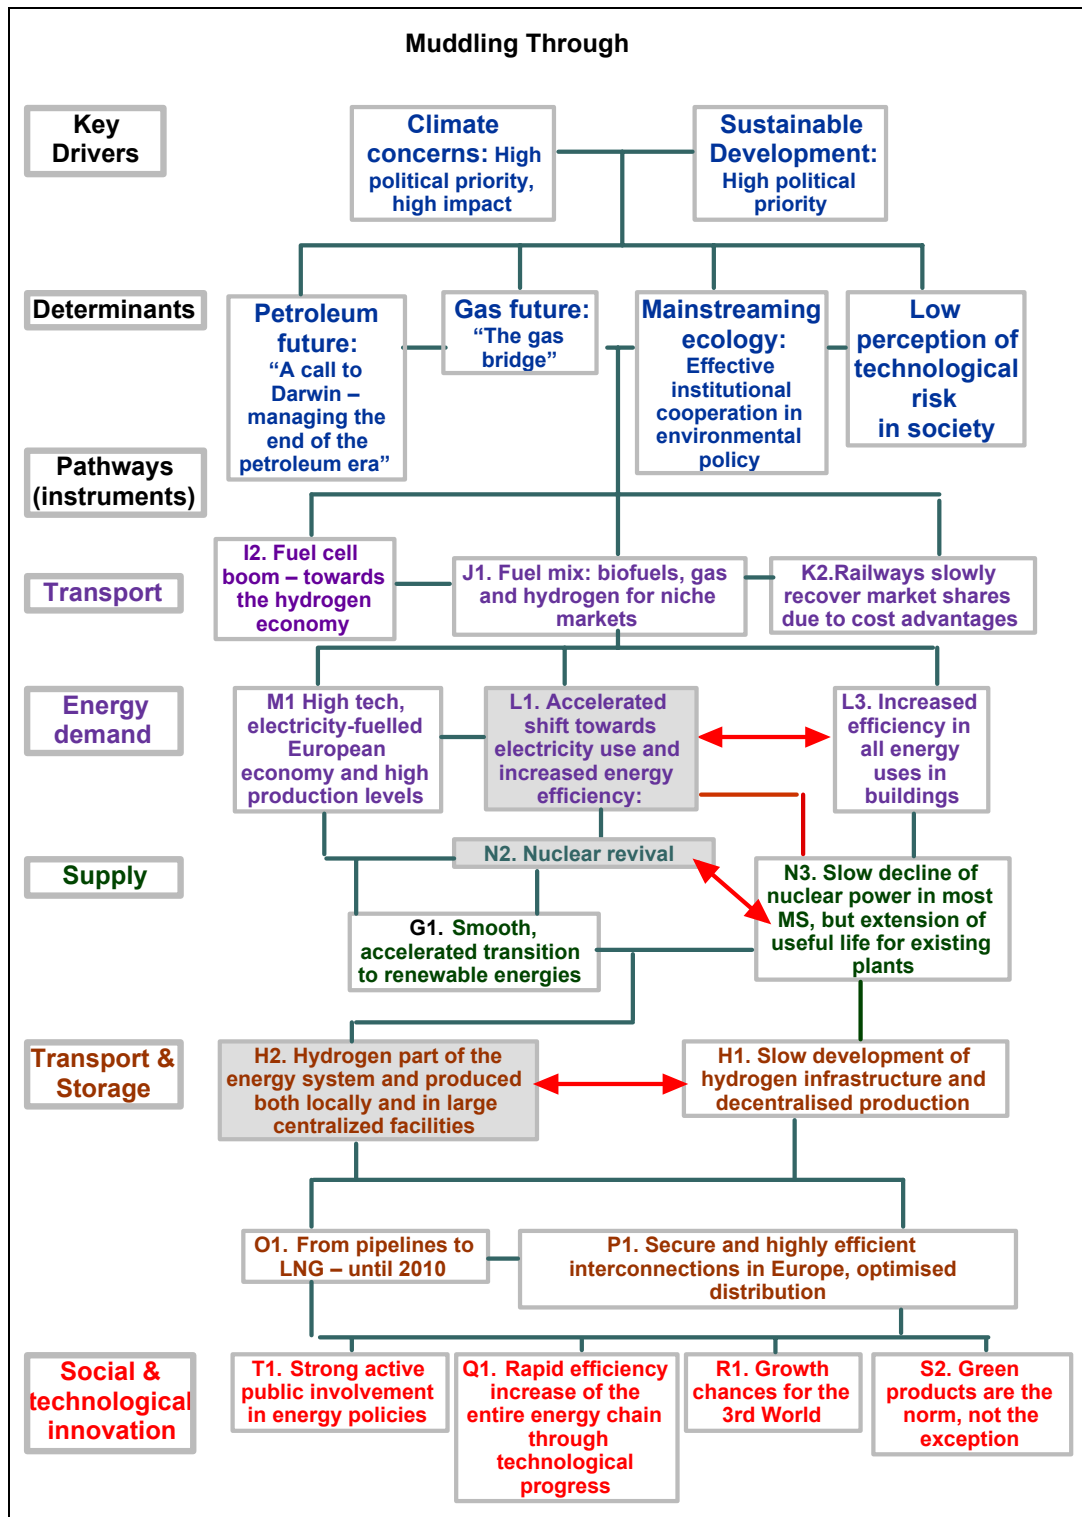 Muddling Through
Key
Drivers
Climate
concerns: High
political priority,
high impact
Sustainable
Development:
High political
priority
Determinants
Petroleum
future:
“A call to
Darwin –
managing the
end of the
petroleum era”
Gas future:
“The gas
bridge”
Mainstreaming
ecology:
Effective
institutional
cooperation in
environmental
policy
Low
perception of
technological
risk
in society
Pathways
(instruments)
Transport
I2. Fuel cell
boom – towards
the hydrogen
economy
J1. Fuel mix: biofuels, gas
and hydrogen for niche
markets
K2.Railways slowly
recover market shares
due to cost advantages
Energy
demand
M1 High tech,
electricity-fuelled
European
economy and high
production levels
L1. Accelerated
shift towards
electricity use and
increased energy
efficiency:
L3. Increased
efficiency in
all energy
uses in
buildings
Supply
N2. Nuclear revival
N3. Slow decline of
nuclear power in most
MS, but extension of
useful life for existing
plants
G1. Smooth,
accelerated transition
to renewable energies
Transport &
Storage
H2. Hydrogen part of the
energy system and produced
both locally and in large
centralized facilities
H1. Slow development of
hydrogen infrastructure and
decentralised production
O1. From pipelines to
LNG – until 2010
P1. Secure and highly efficient
interconnections in Europe, optimised
distribution
Social &
technological
innovation
T1. Strong active
public involvement
in energy policies
Q1. Rapid efficiency
increase of the
entire energy chain
through
technological
progress
R1. Growth
chances for the
3rd World
S2. Green
products are the
norm, not the
exception